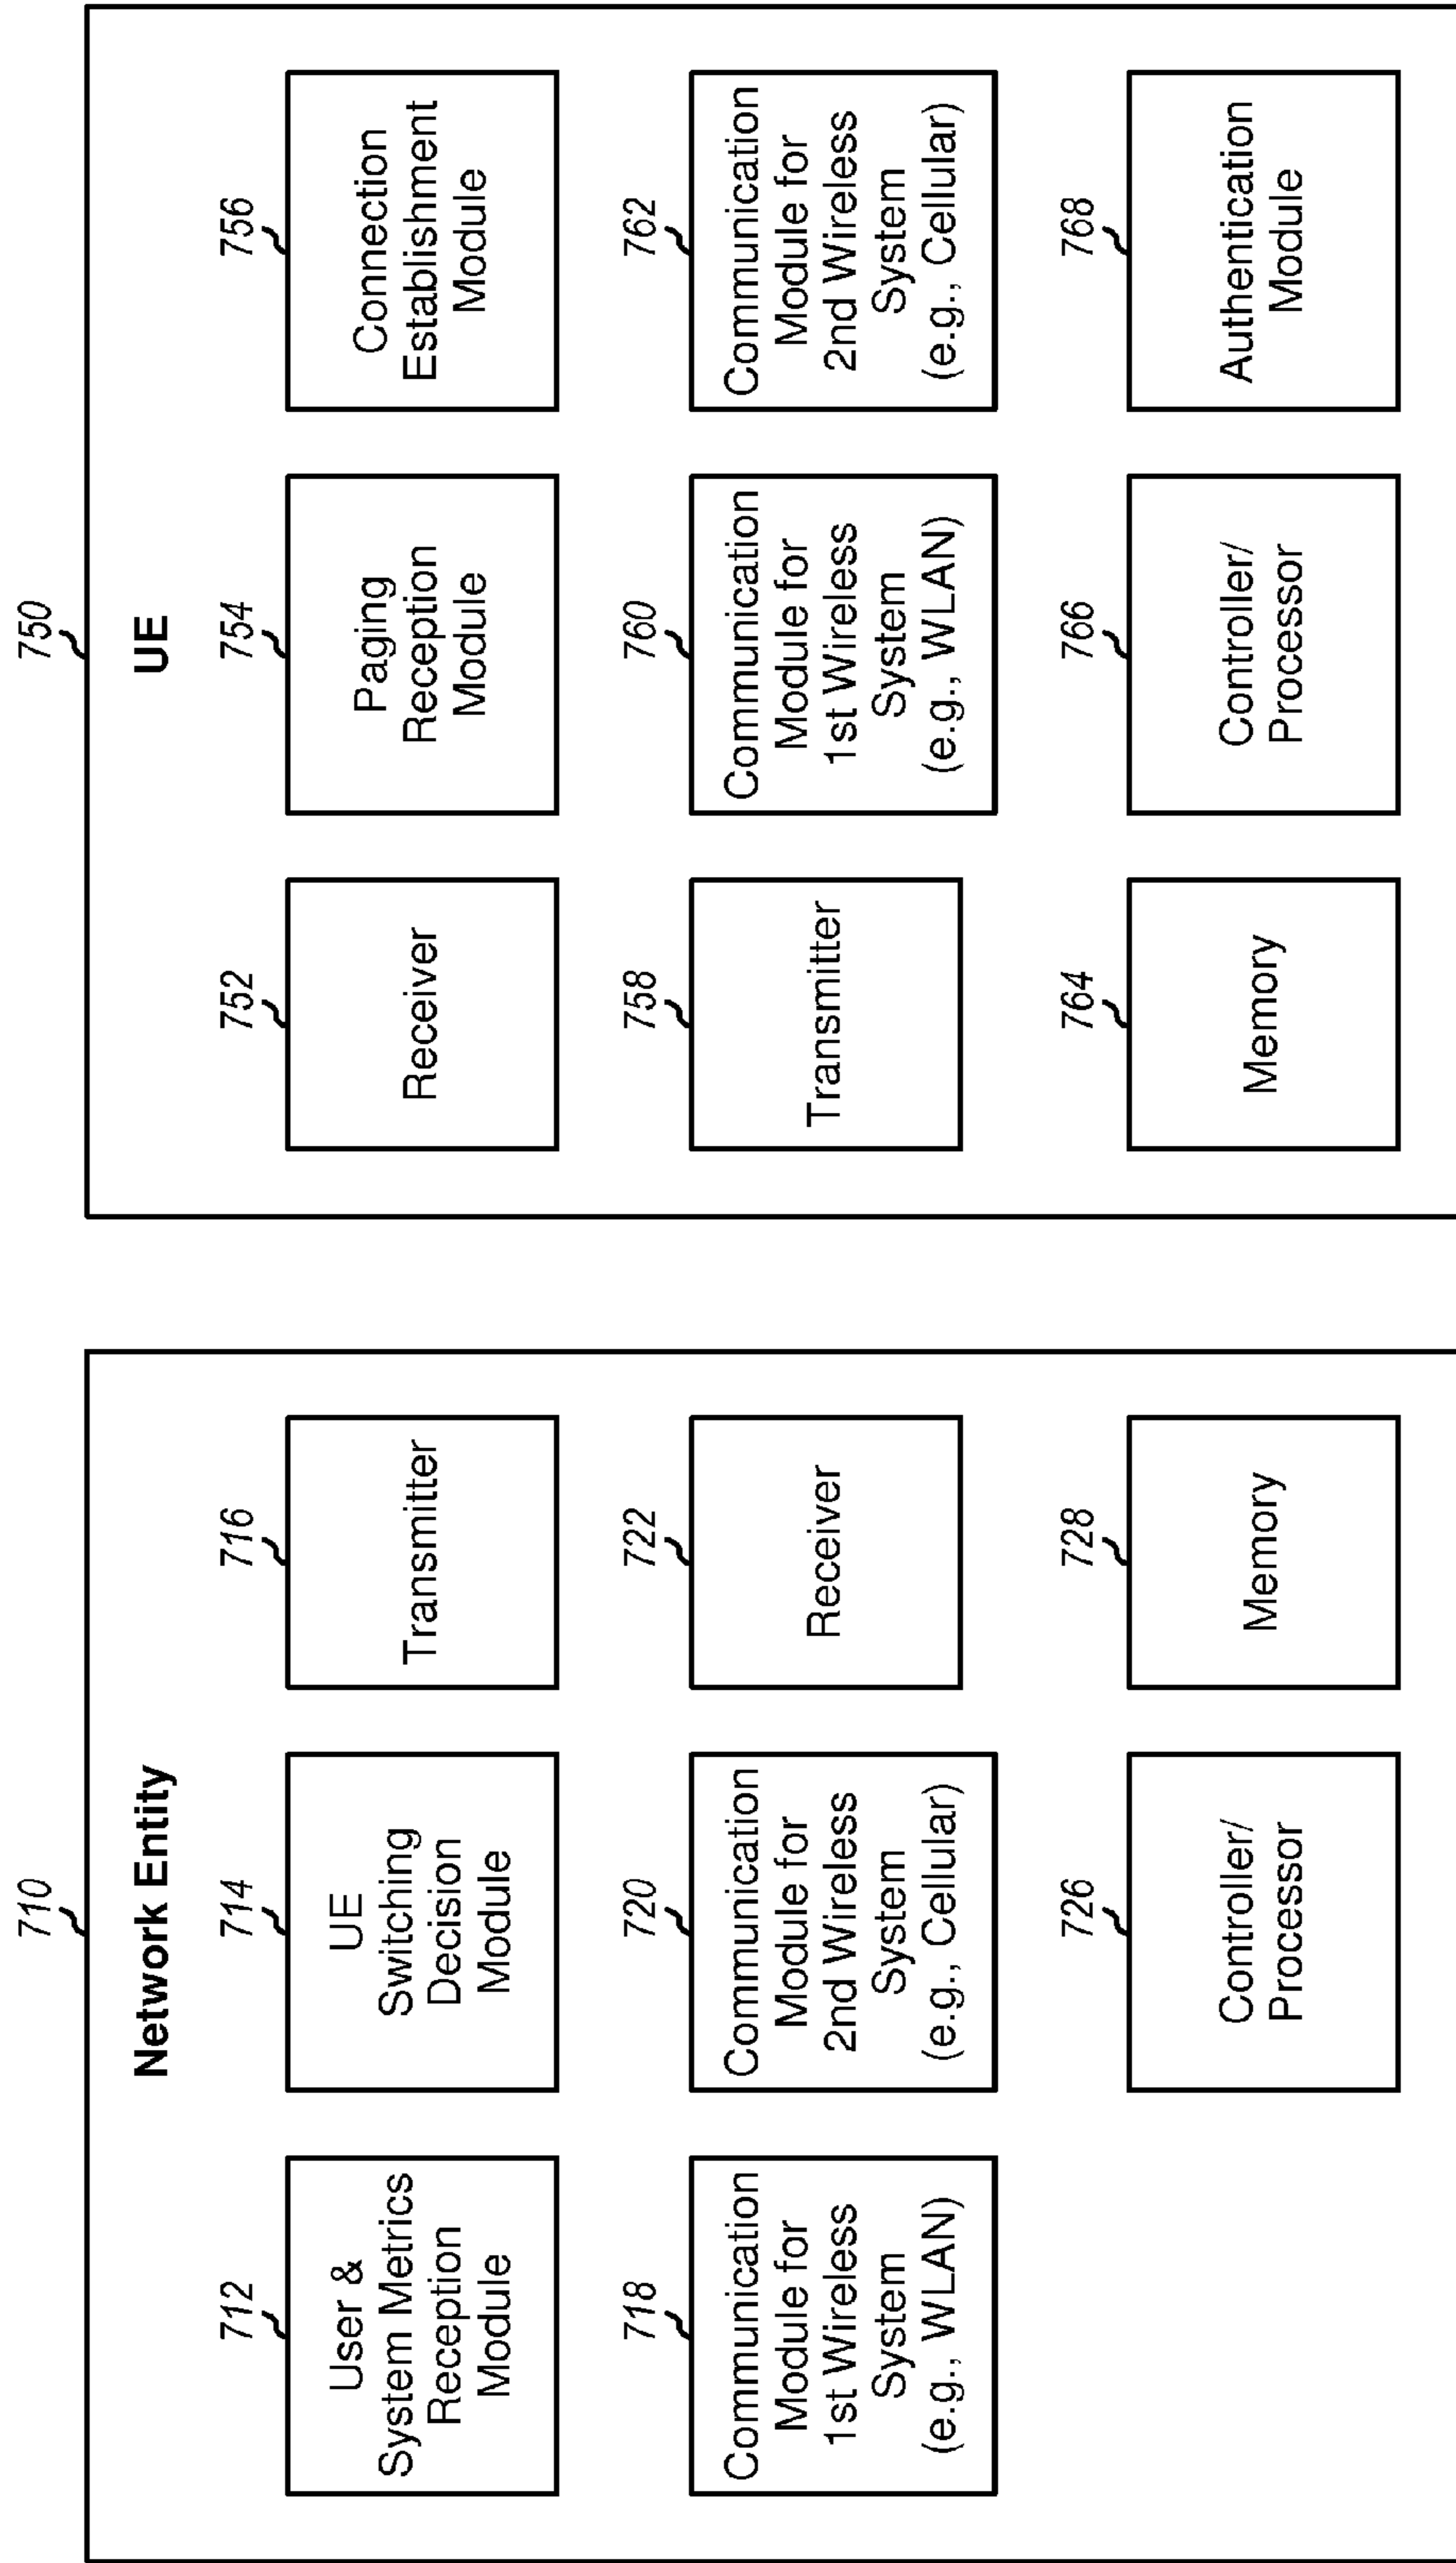 710
Network Entity
712
User &
System Metrics
Reception
Module
714
UE
Switching
Decision
Module
716
Transmitter
718
Communication
Module for
1st Wireless
System
(e.g., WLAN)
720
Communication
Module for
2nd Wireless
System
(e.g., Cellular)
722
Receiver
726
Controller/
Processor
728
Memory
750
UE
752
Receiver
754
Paging
Reception
Module
756
Connection
Establishment
Module
758
Transmitter
760
Communication
Module for
1st Wireless
System
(e.g., WLAN)
762
Communication
Module for
2nd Wireless
System
(e.g., Cellular)
764
Memory
766
Controller/
Processor
768
Authentication
Module